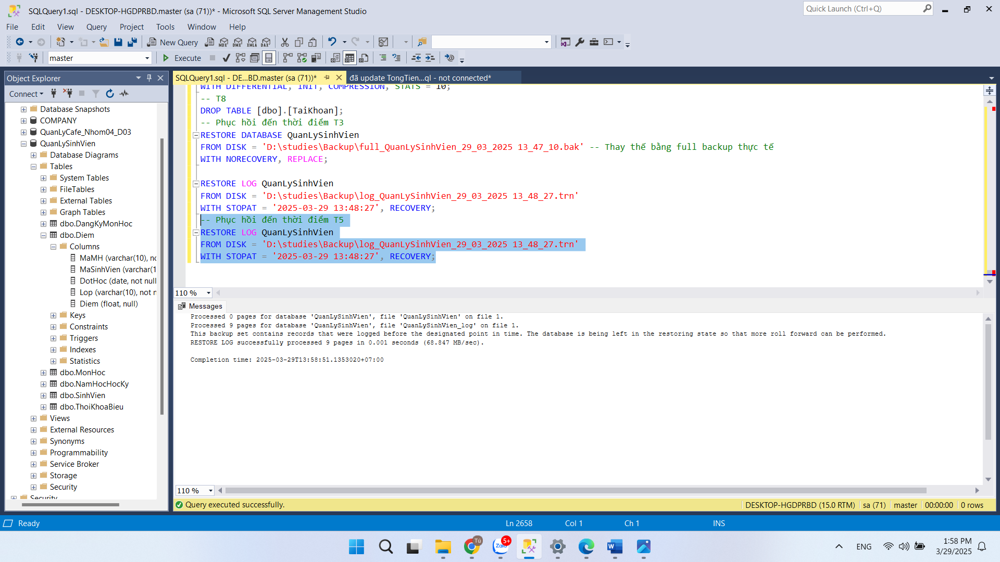 SQLQuery1.sql - DESKTOP-HGDPRBD.master (sa (71))* - Microsoft SQL Server Management Studio
Quick Launch (Ctrl+Q)
File Edit View Query Project Tools Window Help
New Query
MDX DMX XMLA DAX
master
Execute
Object Explorer
Connect
Database Snapshots
COMPANY
QuanLyCafe_Nhom04_D03
QuanLySinhVien
Database Diagrams
Tables
System Tables
FileTables
External Tables
Graph Tables
dbo.DangKyMonHoc
dbo.Diem
Columns
MaMH (varchar(10), no
MaSinhVien (varchar(1
DotHoc (date, not null
Lop (varchar(10), not n
Diem (float, null)
Keys
Constraints
Triggers
Indexes
Statistics
dbo.MonHoc
dbo.NamHocHocKy
dbo.SinhVien
dbo.ThoiKhoaBieu
Views
External Resources
Synonyms
Programmability
Service Broker
Storage
Security
Security
SQLQuery1.sql - DE...BD.master (sa (71))*
đã update TongTien...ql - not connected*
WITH DIFFERENTIAL, INIT, COMPRESSION, STATS = 10;
-- T8
DROP TABLE [dbo].[TaiKhoan];
-- Phục hồi đến thời điểm T3
RESTORE DATABASE QuanLySinhVien
FROM DISK = 'D:\studies\Backup\full_QuanLySinhVien_29_03_2025 13_47_10.bak' -- Thay thế bằng full backup thực tế
WITH NORECOVERY, REPLACE;
RESTORE LOG QuanLySinhVien
FROM DISK = 'D:\studies\Backup\log_QuanLySinhVien_29_03_2025 13_48_27.trn'
WITH STOPAT = '2025-03-29 13:48:27', RECOVERY;
-- Phục hồi đến thời điểm T5
RESTORE LOG QuanLySinhVien
FROM DISK = 'D:\studies\Backup\log_QuanLySinhVien_29_03_2025 13_48_27.trn'
WITH STOPAT = '2025-03-29 13:48:27', RECOVERY;
110 %
Messages
Processed 0 pages for database 'QuanLySinhVien', file 'QuanLySinhVien' on file 1.
Processed 9 pages for database 'QuanLySinhVien', file 'QuanLySinhVien_log' on file 1.
This backup set contains records that were logged before the designated point in time. The database is being left in the restoring state so that more roll forward can be performed.
RESTORE LOG successfully processed 9 pages in 0.001 seconds (68.847 MB/sec).
Completion time: 2025-03-29T13:58:51.1353020+07:00
110 %
Query executed successfully.
DESKTOP-HGDPRBD (15.0 RTM) sa (71) master 00:00:00 0 rows
Ready
Ln 2658 Col 1 Ch 1 INS
Tú
Zalo
5+
ENG
1:58 PM
3/29/2025